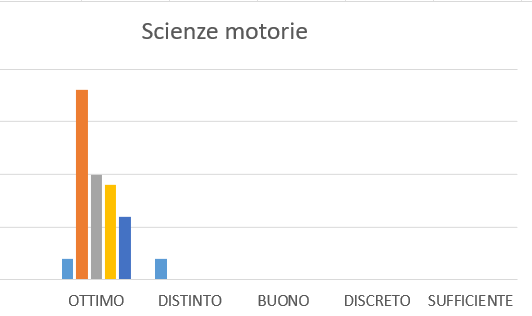 Scienze motorie
OTTIMO DISTINTO BUONO DISCRETO SUFFICIENTE